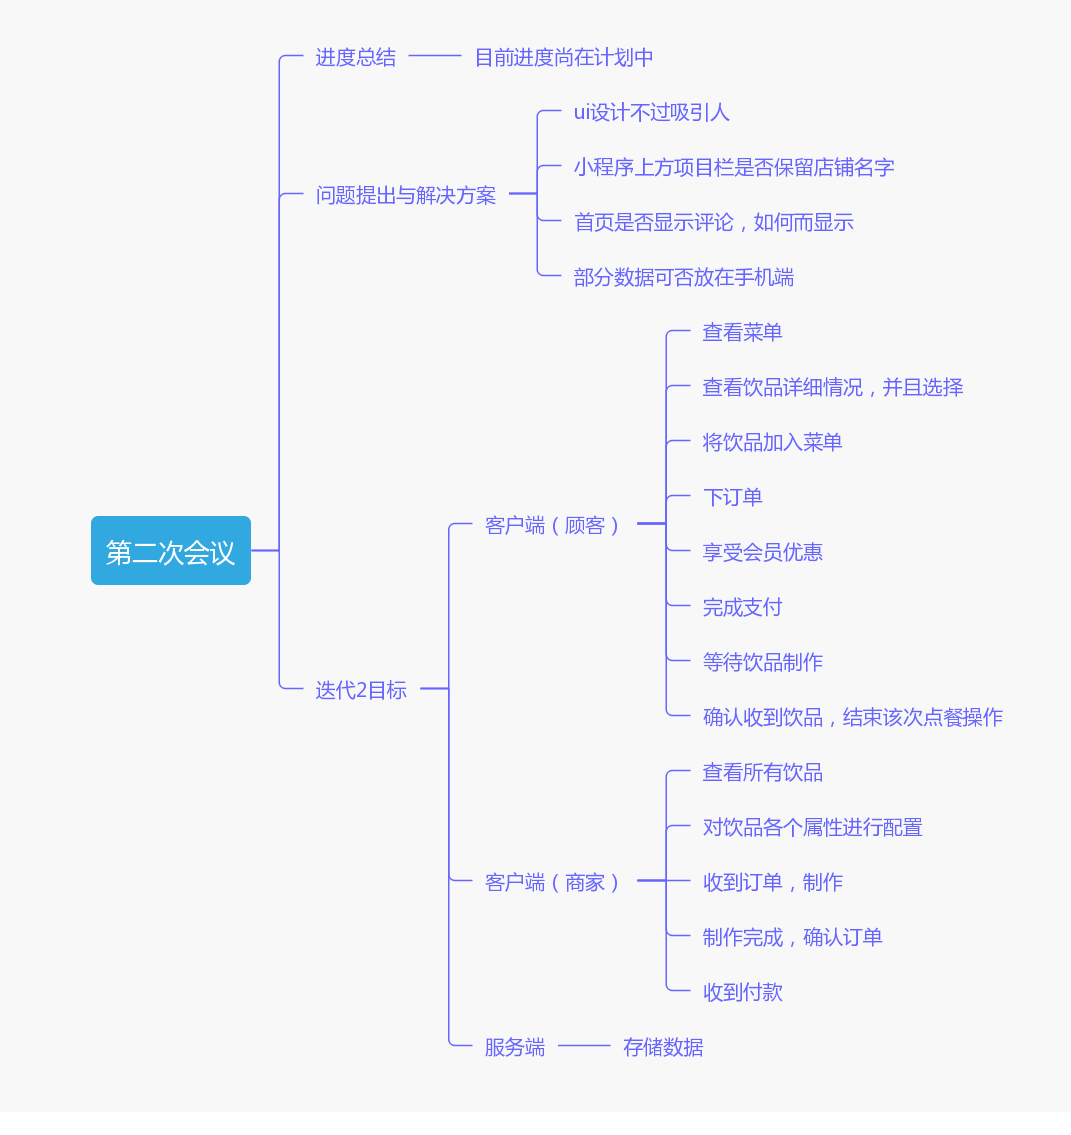 进度总结
目前进度尚在计划中
ui设计不过吸引人
小程序上方项目栏是否保留店铺名字
问题提出与解决方案
首页是否显示评论，如何而显示
部分数据可否放在手机端
查看菜单
查看饮品详细情况，并且选择
将饮品加入菜单
下订单
客户端（顾客）
享受会员优惠
第二次会议
完成支付
等待饮品制作
迭代2目标
确认收到饮品，结束该次点餐操作
查看所有饮品
对饮品各个属性进行配置
客户端（商家）
收到订单，制作
制作完成，确认订单
收到付款
服务端
存储数据